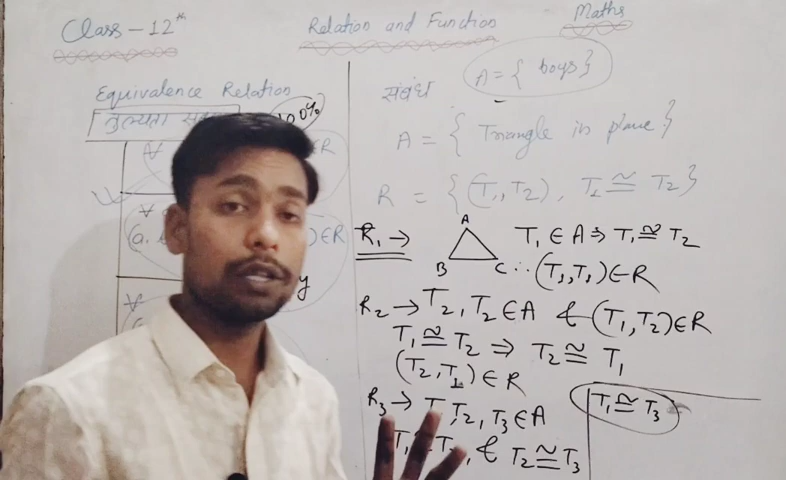 Class - 12th Relation and Function Maths
Equivalence Relation
100%
∀ R
∀
(a, )∈R
∀
y
संबंध A = { boys }
A = { Triangle in plane }
R = { (T₁, T₂), T₁ ≅ T₂ }
R₁ → A B C T₁ ∈ A ⇒ T₁ ≅ T₂
∴ (T₁, T₁) ∈ R
R₂ → T₂, T₂ ∈ A & (T₁, T₂) ∈ R
T₁ ≅ T₂ ⇒ T₂ ≅ T₁
(T₂, T₁) ∈ R
R₃ → T T₂, T₃ ∈ A
T₁ ≅ T , & T₂ ≅ T₃
T₁ ≅ T₃